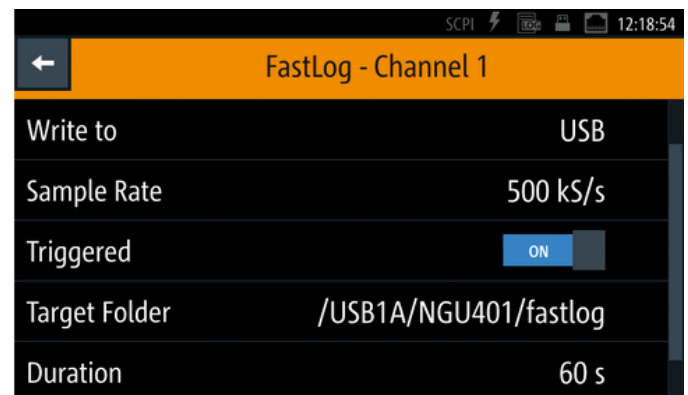 SCPI LOG 12:18:54
FastLog - Channel 1
Write to USB
Sample Rate 500 kS/s
Triggered ON
Target Folder /USB1A/NGU401/fastlog
Duration 60 s